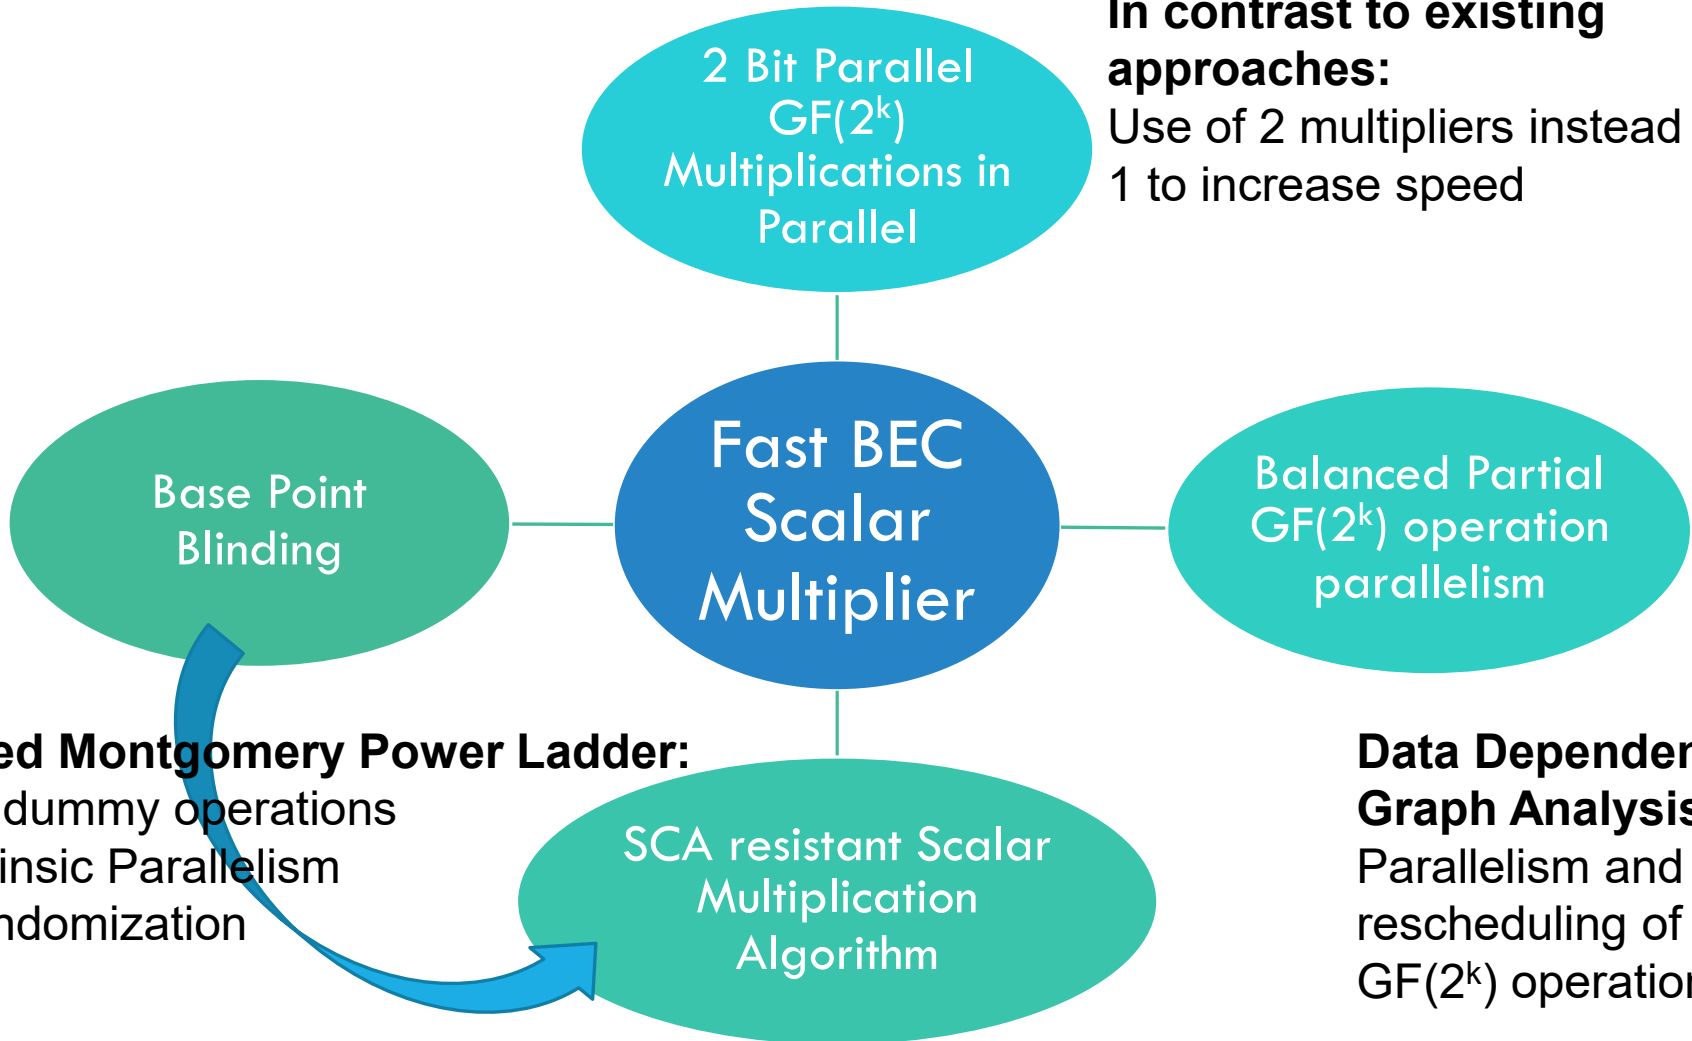 In contrast to existing
approaches:
Use of 2 multipliers instead
1 to increase speed
2 Bit Parallel
GF(2ᵏ)
Multiplications in
Parallel
Fast BEC
Scalar
Multiplier
Base Point
Blinding
Balanced Partial
GF(2ᵏ) operation
parallelism
ed Montgomery Power Ladder:
dummy operations
insic Parallelism
ndomization
SCA resistant Scalar
Multiplication
Algorithm
Data Dependen
Graph Analysis
Parallelism and
rescheduling of
GF(2ᵏ) operation